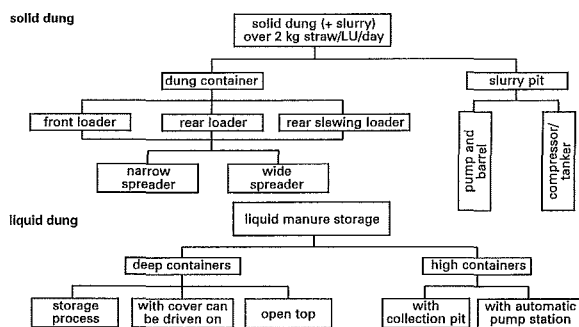 solid dung
solid dung (+ slurry)
over 2 kg straw/LU/day
dung container
slurry pit
front loader
rear loader
rear slewing loader
pump and
barrel
compressor/
tanker
narrow
spreader
wide
spreader
liquid dung
liquid manure storage
deep containers
high containers
storage
process
with cover can
be driven on
open top
with
collection pit
with automatic
pump station